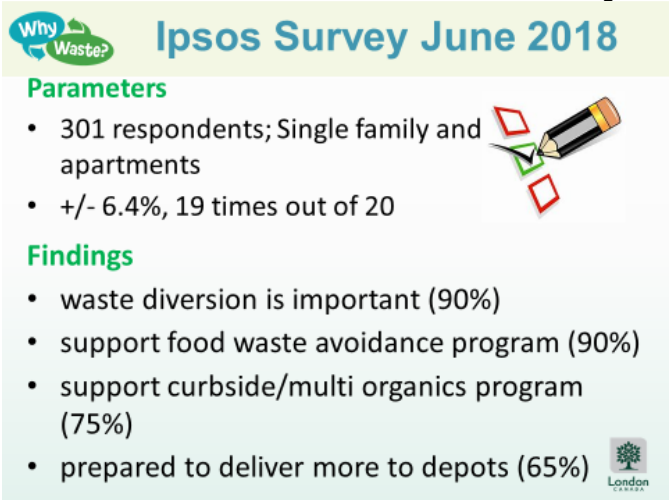 Why
Waste?
Ipsos Survey June 2018
Parameters
• 301 respondents; Single family and
apartments
• +/- 6.4%, 19 times out of 20
Findings
• waste diversion is important (90%)
• support food waste avoidance program (90%)
• support curbside/multi organics program
(75%)
• prepared to deliver more to depots (65%)
London
CANADA